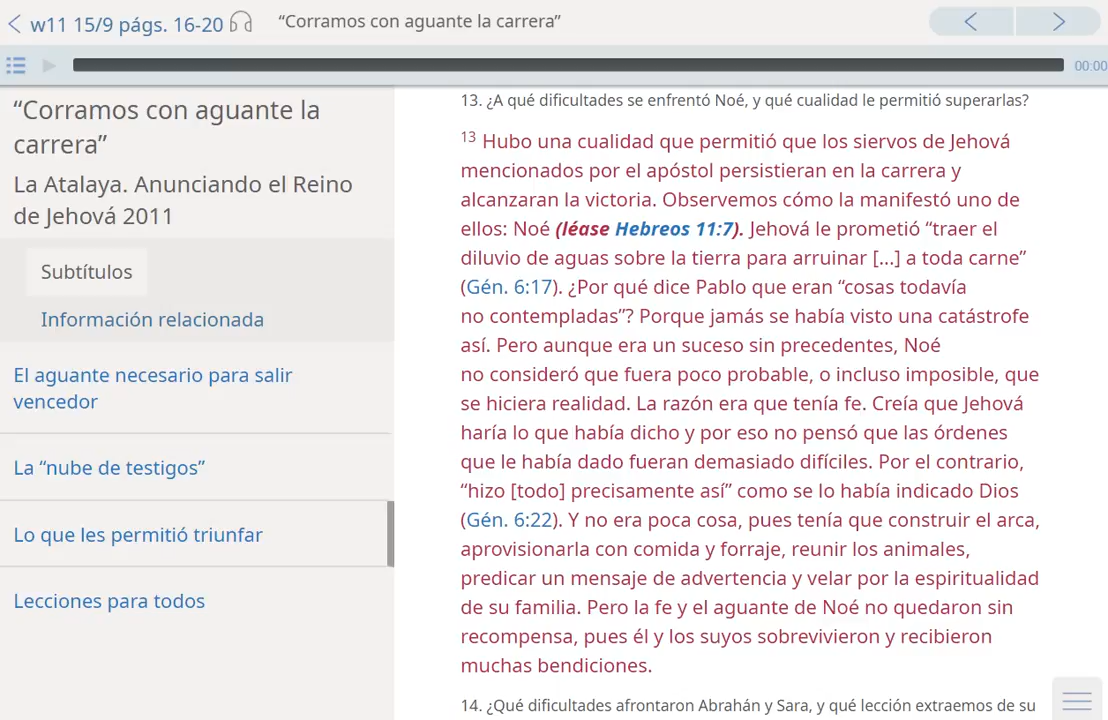 w11 15/9 págs. 16-20
“Corramos con aguante la carrera”
00:00
“Corramos con aguante la
carrera”
La Atalaya. Anunciando el Reino
de Jehová 2011
Subtítulos
Información relacionada
El aguante necesario para salir
vencedor
La “nube de testigos”
Lo que les permitió triunfar
Lecciones para todos
13. ¿A qué dificultades se enfrentó Noé, y qué cualidad le permitió superarlas?
13 Hubo una cualidad que permitió que los siervos de Jehová
mencionados por el apóstol persistieran en la carrera y
alcanzaran la victoria. Observemos cómo la manifestó uno de
ellos: Noé (léase Hebreos 11:7). Jehová le prometió “traer el
diluvio de aguas sobre la tierra para arruinar [...] a toda carne”
(Gén. 6:17). ¿Por qué dice Pablo que eran “cosas todavía
no contempladas”? Porque jamás se había visto una catástrofe
así. Pero aunque era un suceso sin precedentes, Noé
no consideró que fuera poco probable, o incluso imposible, que
se hiciera realidad. La razón era que tenía fe. Creía que Jehová
haría lo que había dicho y por eso no pensó que las órdenes
que le había dado fueran demasiado difíciles. Por el contrario,
“hizo [todo] precisamente así” como se lo había indicado Dios
(Gén. 6:22). Y no era poca cosa, pues tenía que construir el arca,
aprovisionarla con comida y forraje, reunir los animales,
predicar un mensaje de advertencia y velar por la espiritualidad
de su familia. Pero la fe y el aguante de Noé no quedaron sin
recompensa, pues él y los suyos sobrevivieron y recibieron
muchas bendiciones.
14. ¿Qué dificultades afrontaron Abrahán y Sara, y qué lección extraemos de su